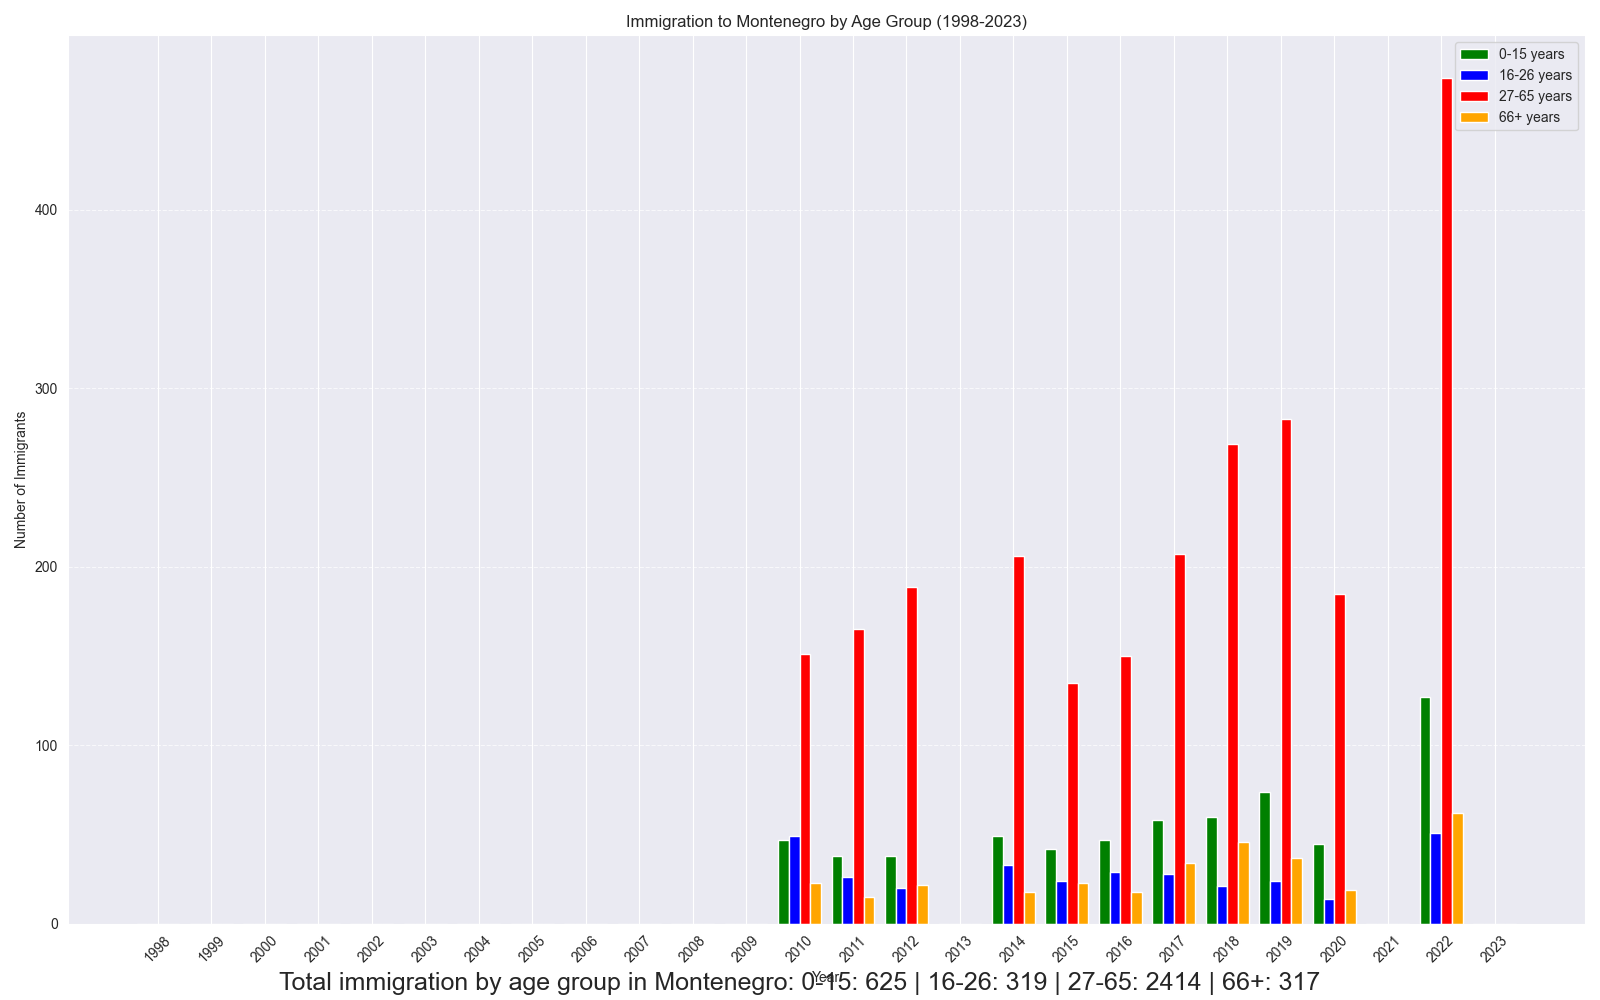 Immigration to Montenegro by Age Group (1998-2023)
0-15 years
16-26 years
27-65 years
66+ years
Number of Immigrants
400
300
200
100
0
1998 1999 2000 2001 2002 2003 2004 2005 2006 2007 2008 2009 2010 2011 2012 2013 2014 2015 2016 2017 2018 2019 2020 2021 2022 2023
Year
Total immigration by age group in Montenegro: 0-15: 625 | 16-26: 319 | 27-65: 2414 | 66+: 317